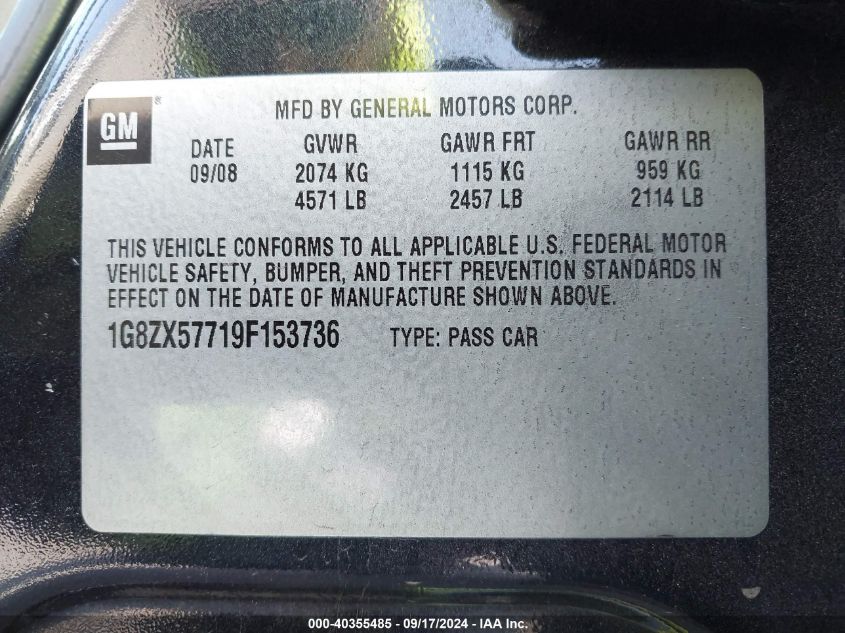 GM
®
MFD BY GENERAL MOTORS CORP.
DATE GVWR GAWR FRT GAWR RR
09/08 2074 KG 1115 KG 959 KG
4571 LB 2457 LB 2114 LB
THIS VEHICLE CONFORMS TO ALL APPLICABLE U.S. FEDERAL MOTOR
VEHICLE SAFETY, BUMPER, AND THEFT PREVENTION STANDARDS IN
EFFECT ON THE DATE OF MANUFACTURE SHOWN ABOVE.
1G8ZX57719F153736 TYPE: PASS CAR
000-40355485 - 09/17/2024 - WWW.IAAI.COM